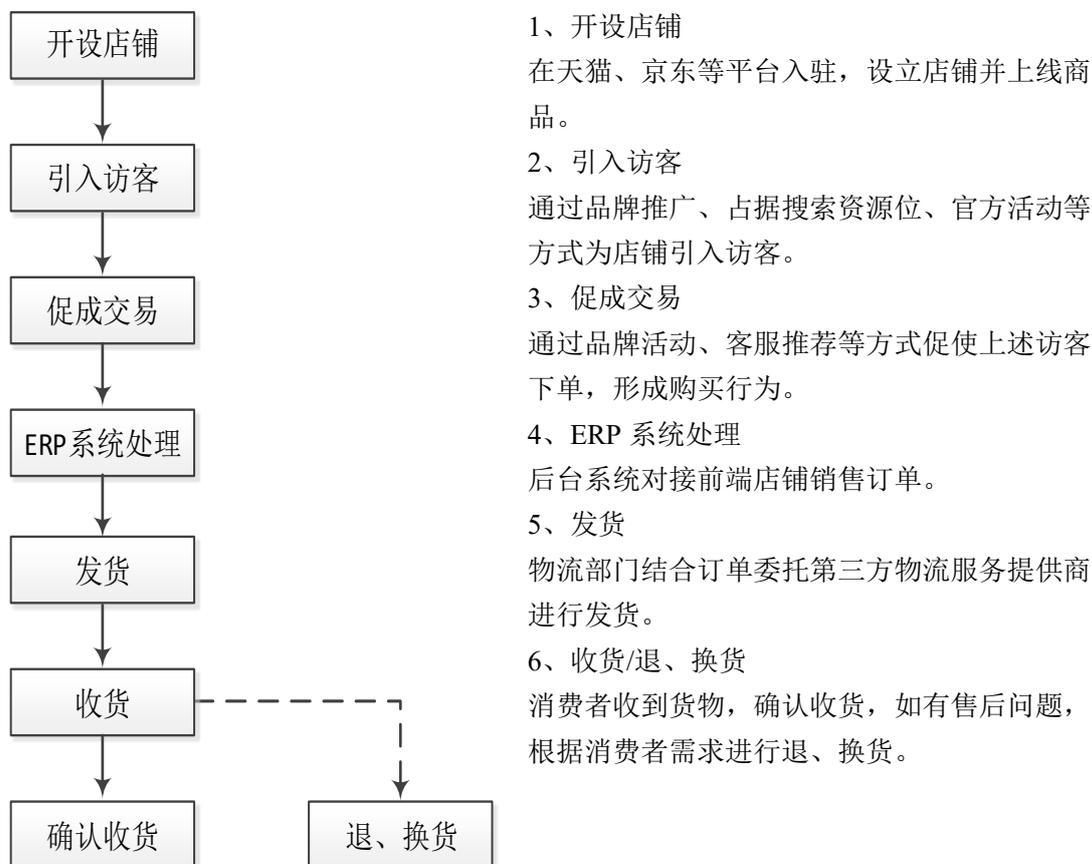 开设店铺
引入访客
促成交易
ERP系统处理
发货
收货
确认收货
退、换货
1、开设店铺
在天猫、京东等平台入驻，设立店铺并上线商
品。
2、引入访客
通过品牌推广、占据搜索资源位、官方活动等
方式为店铺引入访客。
3、促成交易
通过品牌活动、客服推荐等方式促使上述访客
下单，形成购买行为。
4、ERP 系统处理
后台系统对接前端店铺销售订单。
5、发货
物流部门结合订单委托第三方物流服务提供商
进行发货。
6、收货/退、换货
消费者收到货物，确认收货，如有售后问题，
根据消费者需求进行退、换货。